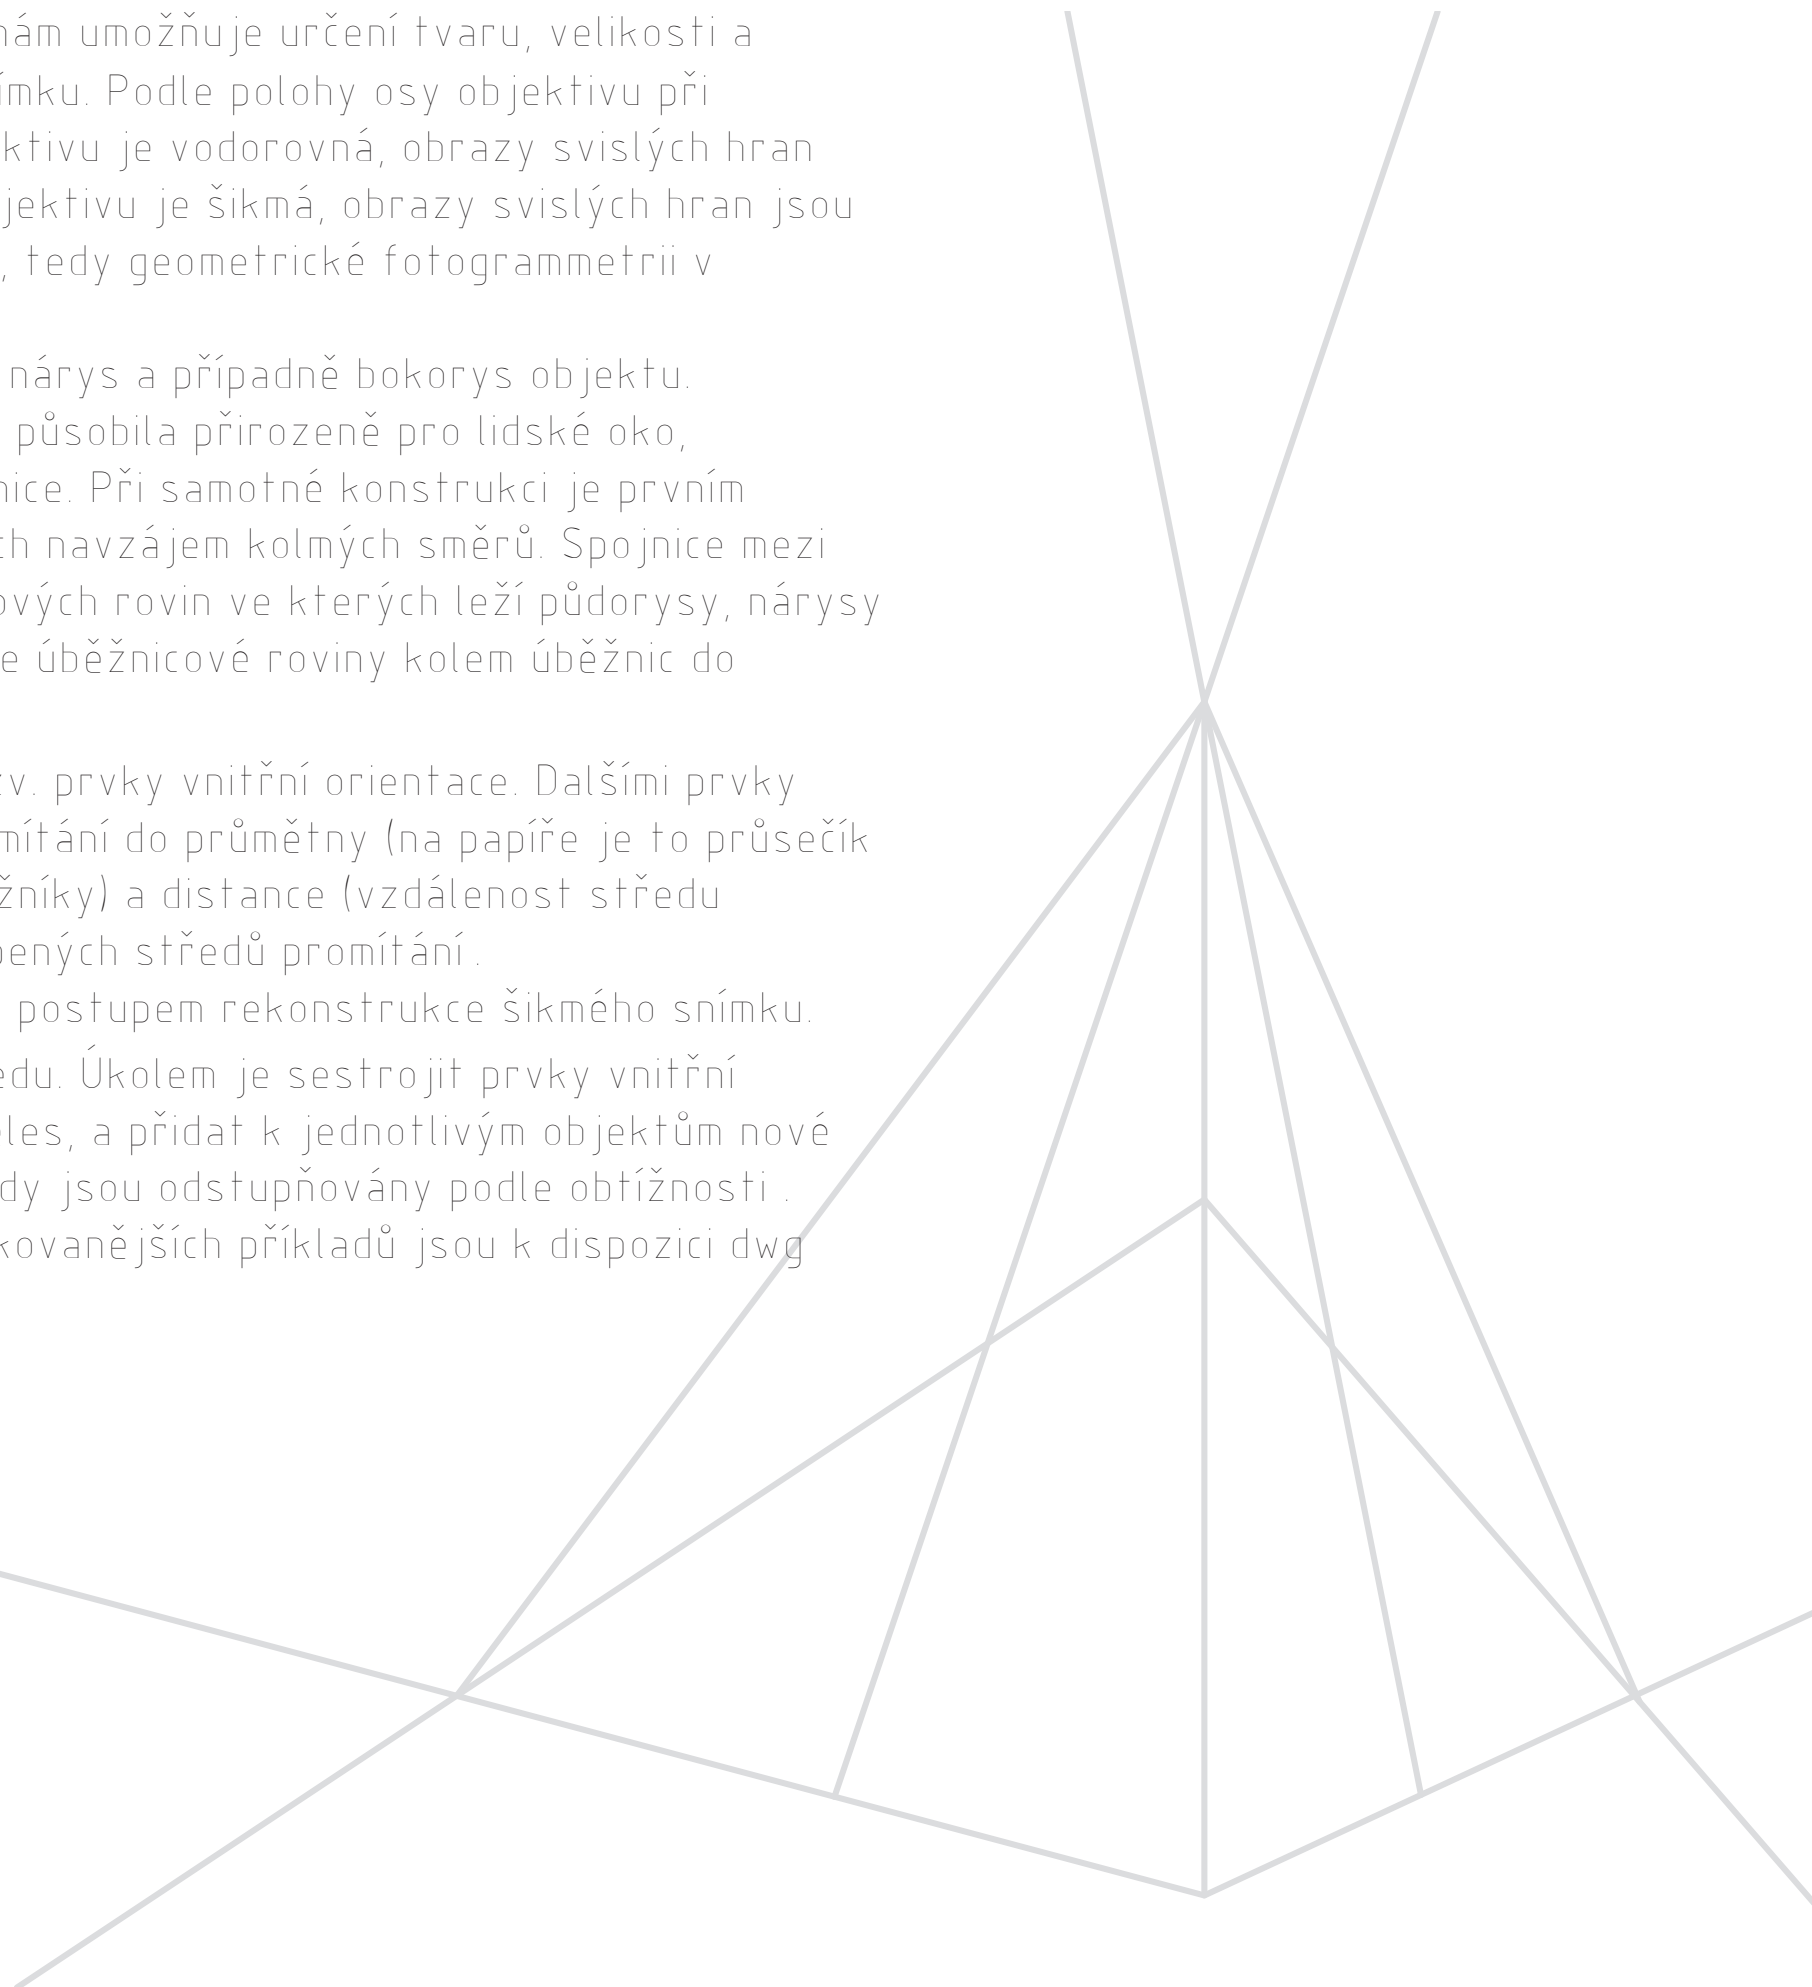 nám umožňuje určení tvaru, velikosti a
ímku. Podle polohy osy objektivu při
ktivu je vodorovná, obrazy svislých hran
jektivu je šikmá, obrazy svislých hran jsou
, tedy geometrické fotogrammetrii v
nárys a případně bokorys objektu.
působila přirozeně pro lidské oko,
nice. Při samotné konstrukci je prvním
ch navzájem kolmých směrů. Spojnice mezi
ových rovin ve kterých leží půdorysy, nárysy
e úběžnicové roviny kolem úběžnic do
zv. prvky vnitřní orientace. Dalšími prvky
mítání do průmětny (na papíře je to průsečík
žníky) a distance (vzdálenost středu
pených středů promítání .
postupem rekonstrukce šikmého snímku.
edu. Úkolem je sestrojit prvky vnitřní
les, a přidat k jednotlivým objektům nové
dy jsou odstupňovány podle obtížnosti .
kovanějších příkladů jsou k dispozici dwg